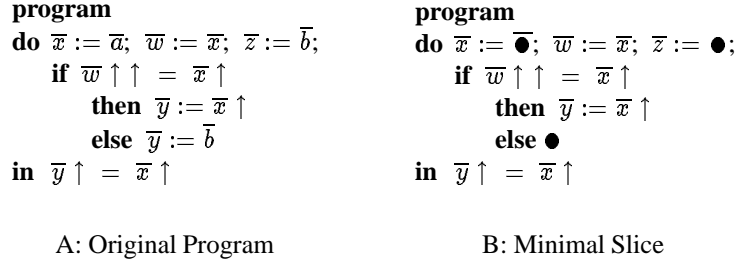 program
do x̅ := a̅; w̅ := x̅; z̅ := b̅;
if w̅ ↑ ↑ = x̅ ↑
then y̅ := x̅ ↑
else y̅ := b̅
in y̅ ↑ = x̅ ↑
A: Original Program
program
do x̅ := ●̅; w̅ := x̅; z̅ := ●;
if w̅ ↑ ↑ = x̅ ↑
then y̅ := x̅ ↑
else ●
in y̅ ↑ = x̅ ↑
B: Minimal Slice